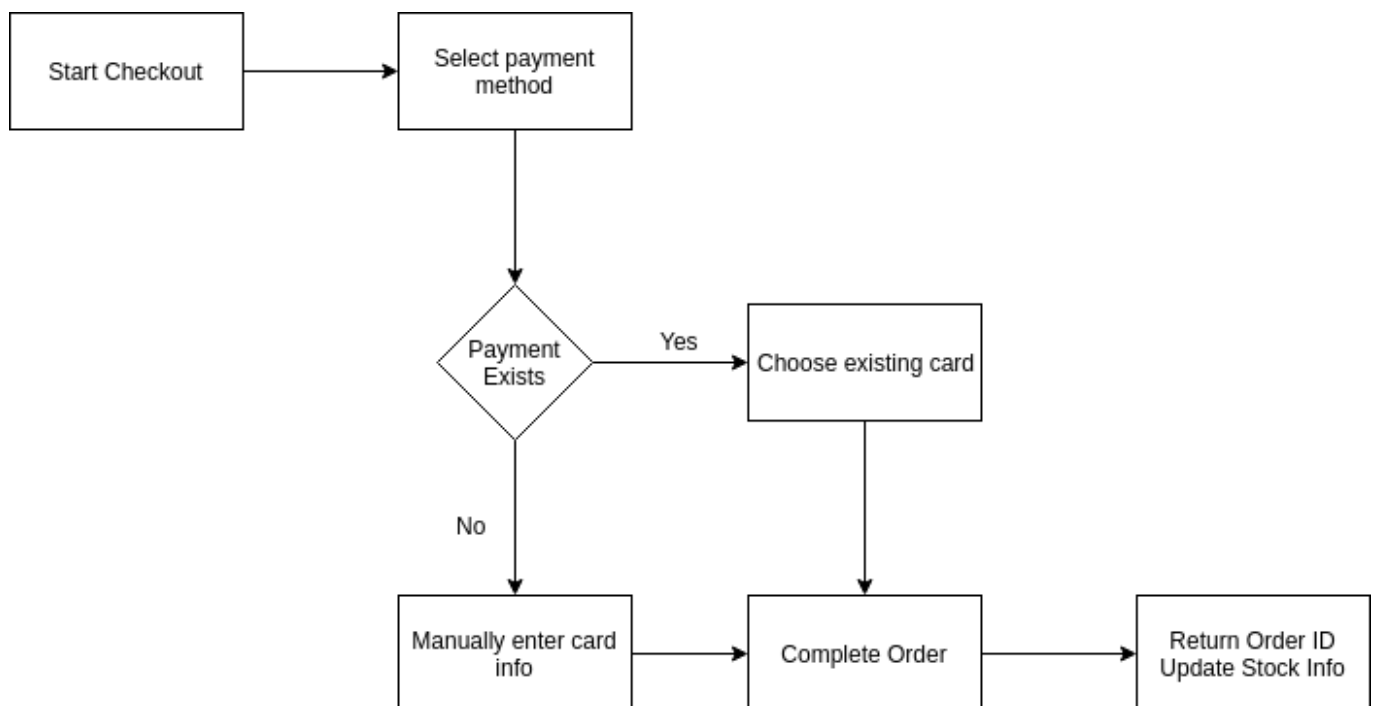 Start Checkout
Select payment
method
Payment
Exists
Yes
Choose existing card
No
Manually enter card
info
Complete Order
Return Order ID
Update Stock Info